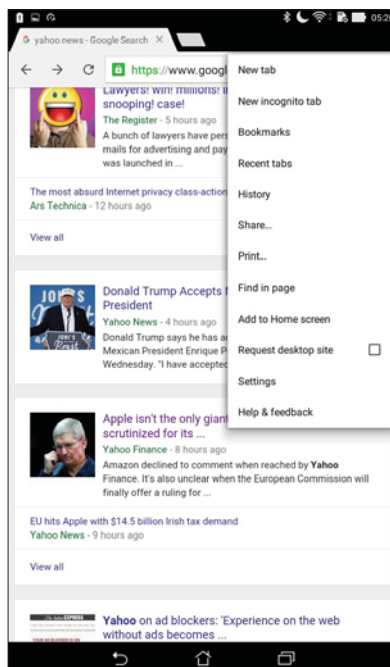 05:20
yahoo news - Google Search
https://www.googl
Lawyers! win! millions! i
snooping! case!
The Register - 5 hours ago
A bunch of lawyers have pers
mails for advertising and pay
was launched in ...
The most absurd Internet privacy class-action
Ars Technica - 12 hours ago
View all
JONI'S
JONI'S
Roast
Donald Trump Accepts
President
Yahoo News - 4 hours ago
Donald Trump says he has a
Mexican President Enrique P
Wednesday. "I have accepted
Apple isn't the only giant
scrutinized for its ...
Yahoo Finance - 8 hours ago
Amazon declined to comment when reached by Yahoo
Finance. It's also unclear when the European Commission will
finally offer a ruling for ...
EU hits Apple with $14.5 billion Irish tax demand
Yahoo News - 9 hours ago
View all
Yahoo on ad blockers: 'Experience on the web
without ads becomes ...
New tab
New incognito tab
Bookmarks
Recent tabs
History
Share...
Print...
Find in page
Add to Home screen
Request desktop site
Settings
Help & feedback